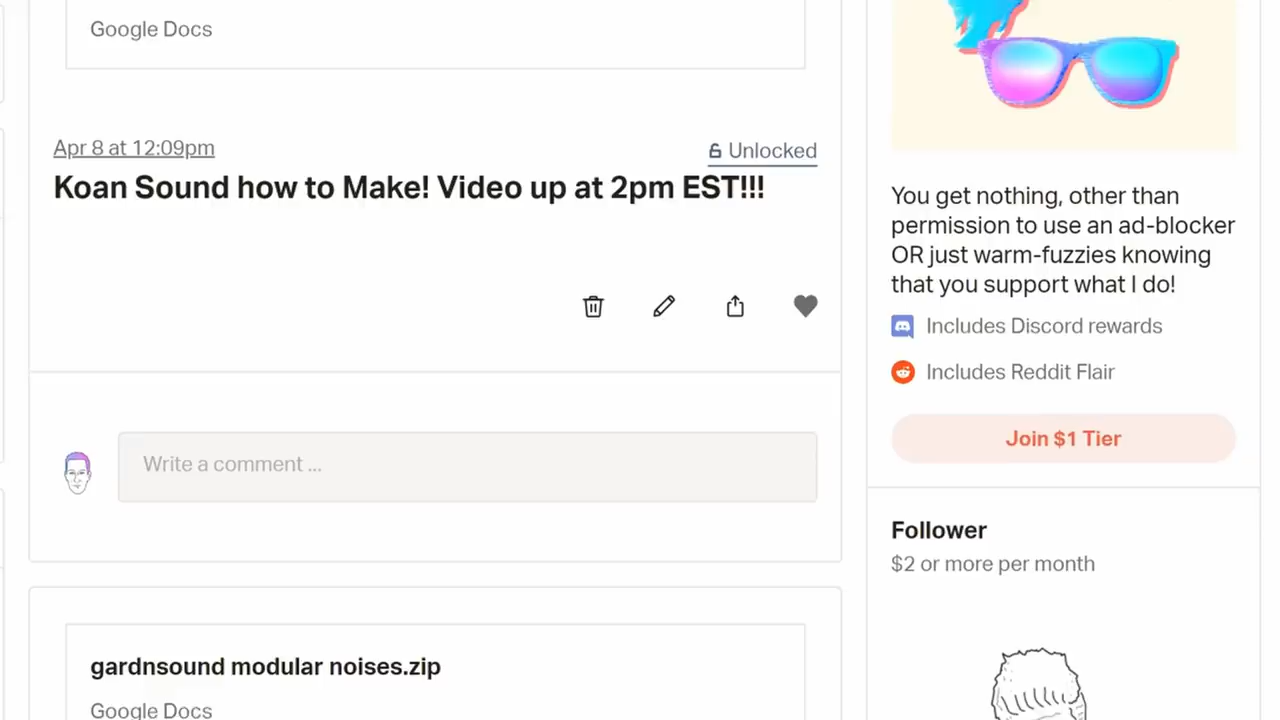 Google Docs
Apr 8 at 12:09pm
Unlocked
Koan Sound how to Make! Video up at 2pm EST!!!
Write a comment ...
gardnsound modular noises.zip
Google Docs
You get nothing, other than
permission to use an ad-blocker
OR just warm-fuzzies knowing
that you support what I do!
Includes Discord rewards
Includes Reddit Flair
Join $1 Tier
Follower
$2 or more per month